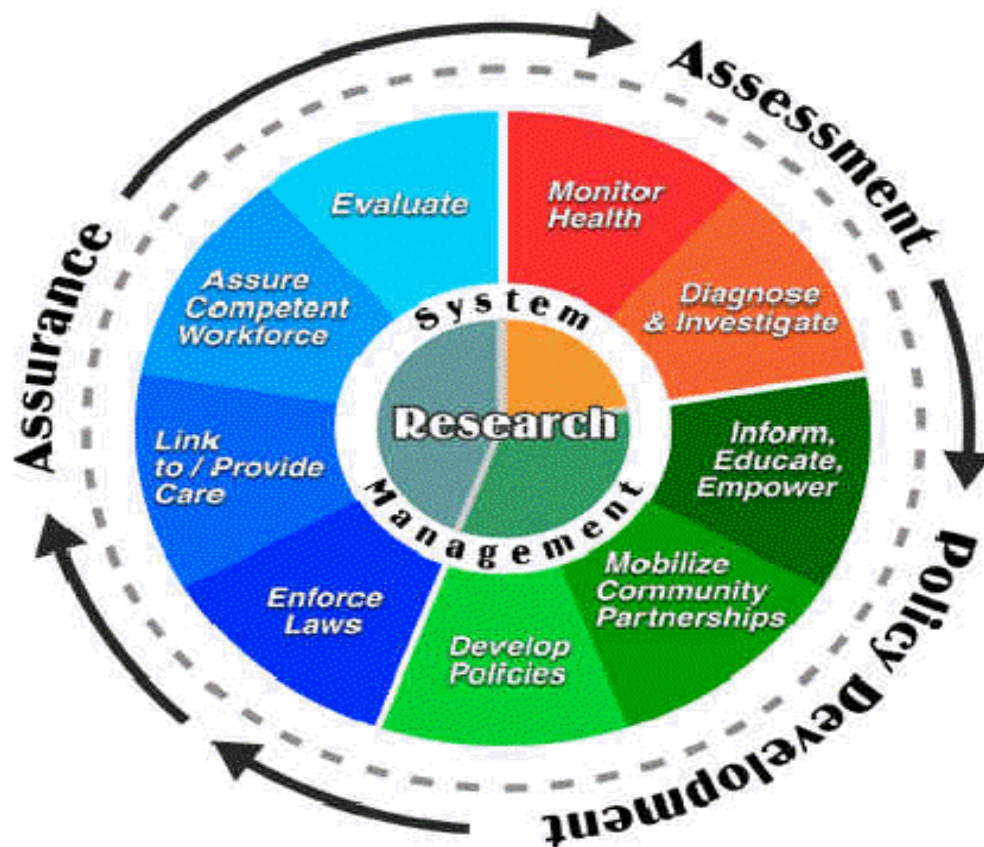 Assessment
Monitor
Health
Diagnose
& Investigate
Policy Development
Inform,
Educate,
Empower
Mobilize
Community
Partnerships
Develop
Policies
Assurance
Enforce
Laws
Link
to / Provide
Care
Assure
Competent
Workforce
Evaluate
System
Management
Research